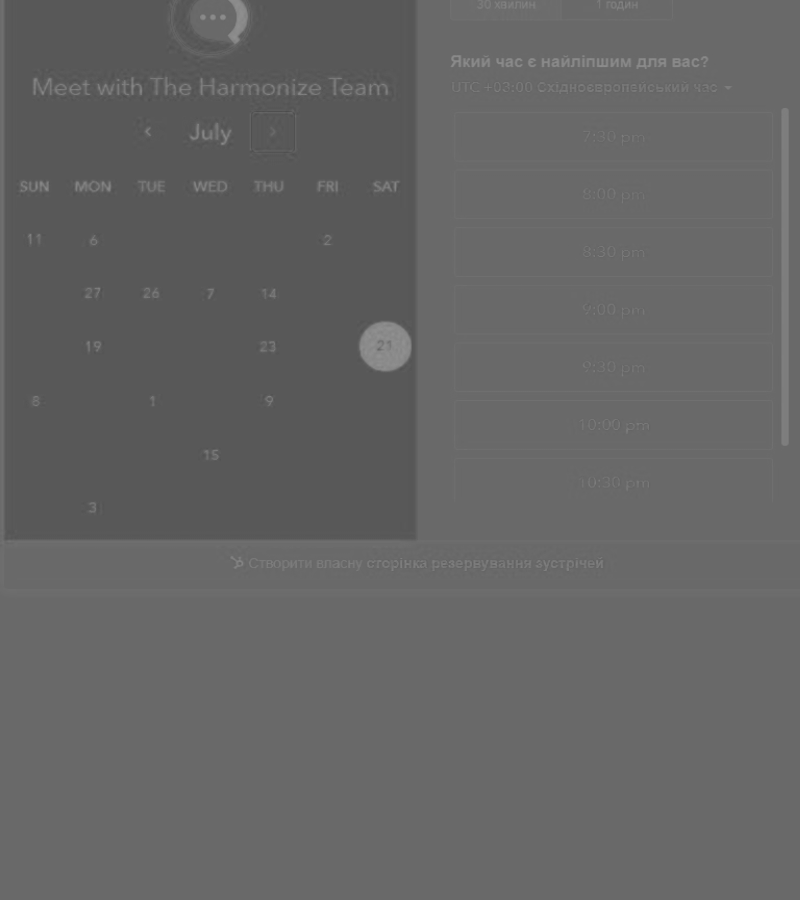 30 хвилин 1 годин
Meet with The Harmonize Team
July
SUN MON TUE WED THU FRI SAT
11 6 2
27 26 7 14
19 23 21
8 1 9
15
3
Який час є найліпшим для вас?
UTC +03:00 Східноєвропейський час
7:30 pm
8:00 pm
8:30 pm
9:00 pm
9:30 pm
10:00 pm
10:30 pm
Створити власну сторінка резервування зустрічей